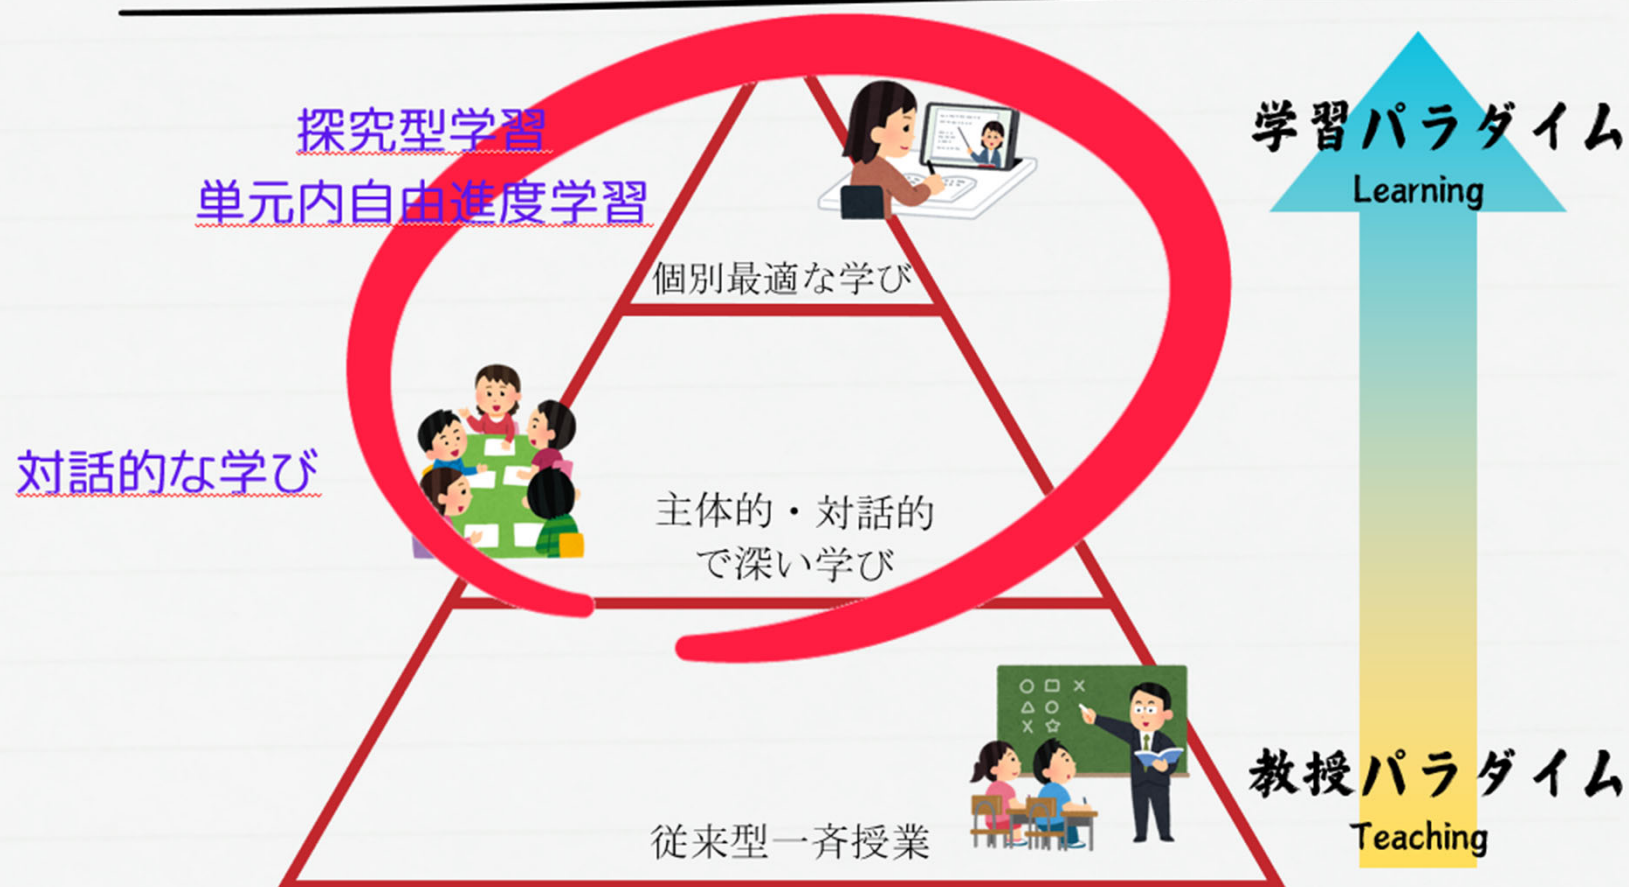 探究型学習
単元内自由進度学習
個別最適な学び
対話的な学び
主体的・対話的
で深い学び
従来型一斉授業
学習パラダイム
Learning
教授パラダイム
Teaching